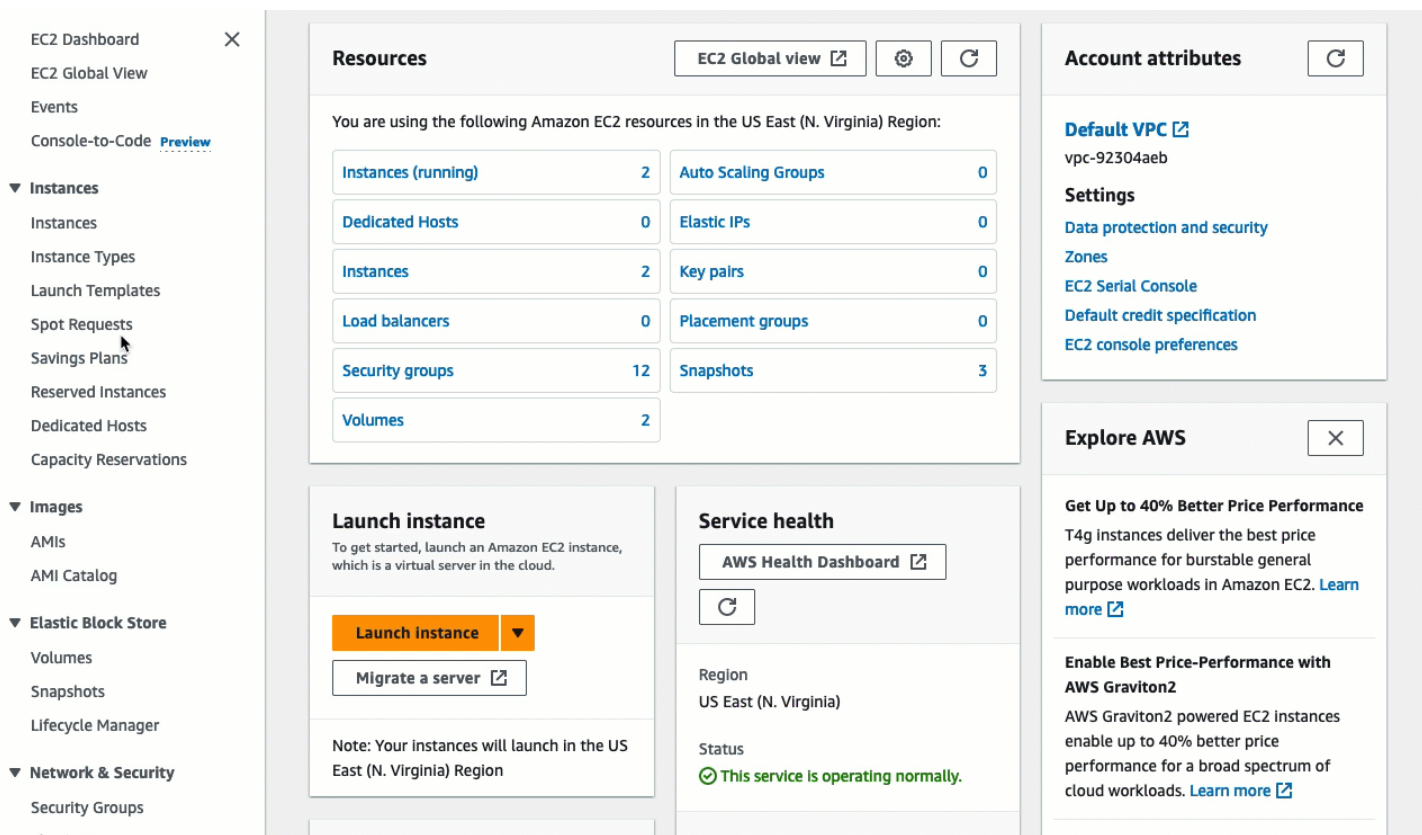 EC2 Dashboard
EC2 Global View
Events
Console-to-Code Preview
Instances
Instances
Instance Types
Launch Templates
Spot Requests
Savings Plans
Reserved Instances
Dedicated Hosts
Capacity Reservations
Images
AMIs
AMI Catalog
Elastic Block Store
Volumes
Snapshots
Lifecycle Manager
Network & Security
Security Groups
Resources
EC2 Global view
You are using the following Amazon EC2 resources in the US East (N. Virginia) Region:
Instances (running) 2
Auto Scaling Groups 0
Dedicated Hosts 0
Elastic IPs 0
Instances 2
Key pairs 0
Load balancers 0
Placement groups 0
Security groups 12
Snapshots 3
Volumes 2
Launch instance
To get started, launch an Amazon EC2 instance,
which is a virtual server in the cloud.
Launch instance
Migrate a server
Note: Your instances will launch in the US
East (N. Virginia) Region
Service health
AWS Health Dashboard
Region
US East (N. Virginia)
Status
This service is operating normally.
Account attributes
Default VPC
vpc-92304aeb
Settings
Data protection and security
Zones
EC2 Serial Console
Default credit specification
EC2 console preferences
Explore AWS
Get Up to 40% Better Price Performance
T4g instances deliver the best price
performance for burstable general
purpose workloads in Amazon EC2. Learn
more
Enable Best Price-Performance with
AWS Graviton2
AWS Graviton2 powered EC2 instances
enable up to 40% better price
performance for a broad spectrum of
cloud workloads. Learn more